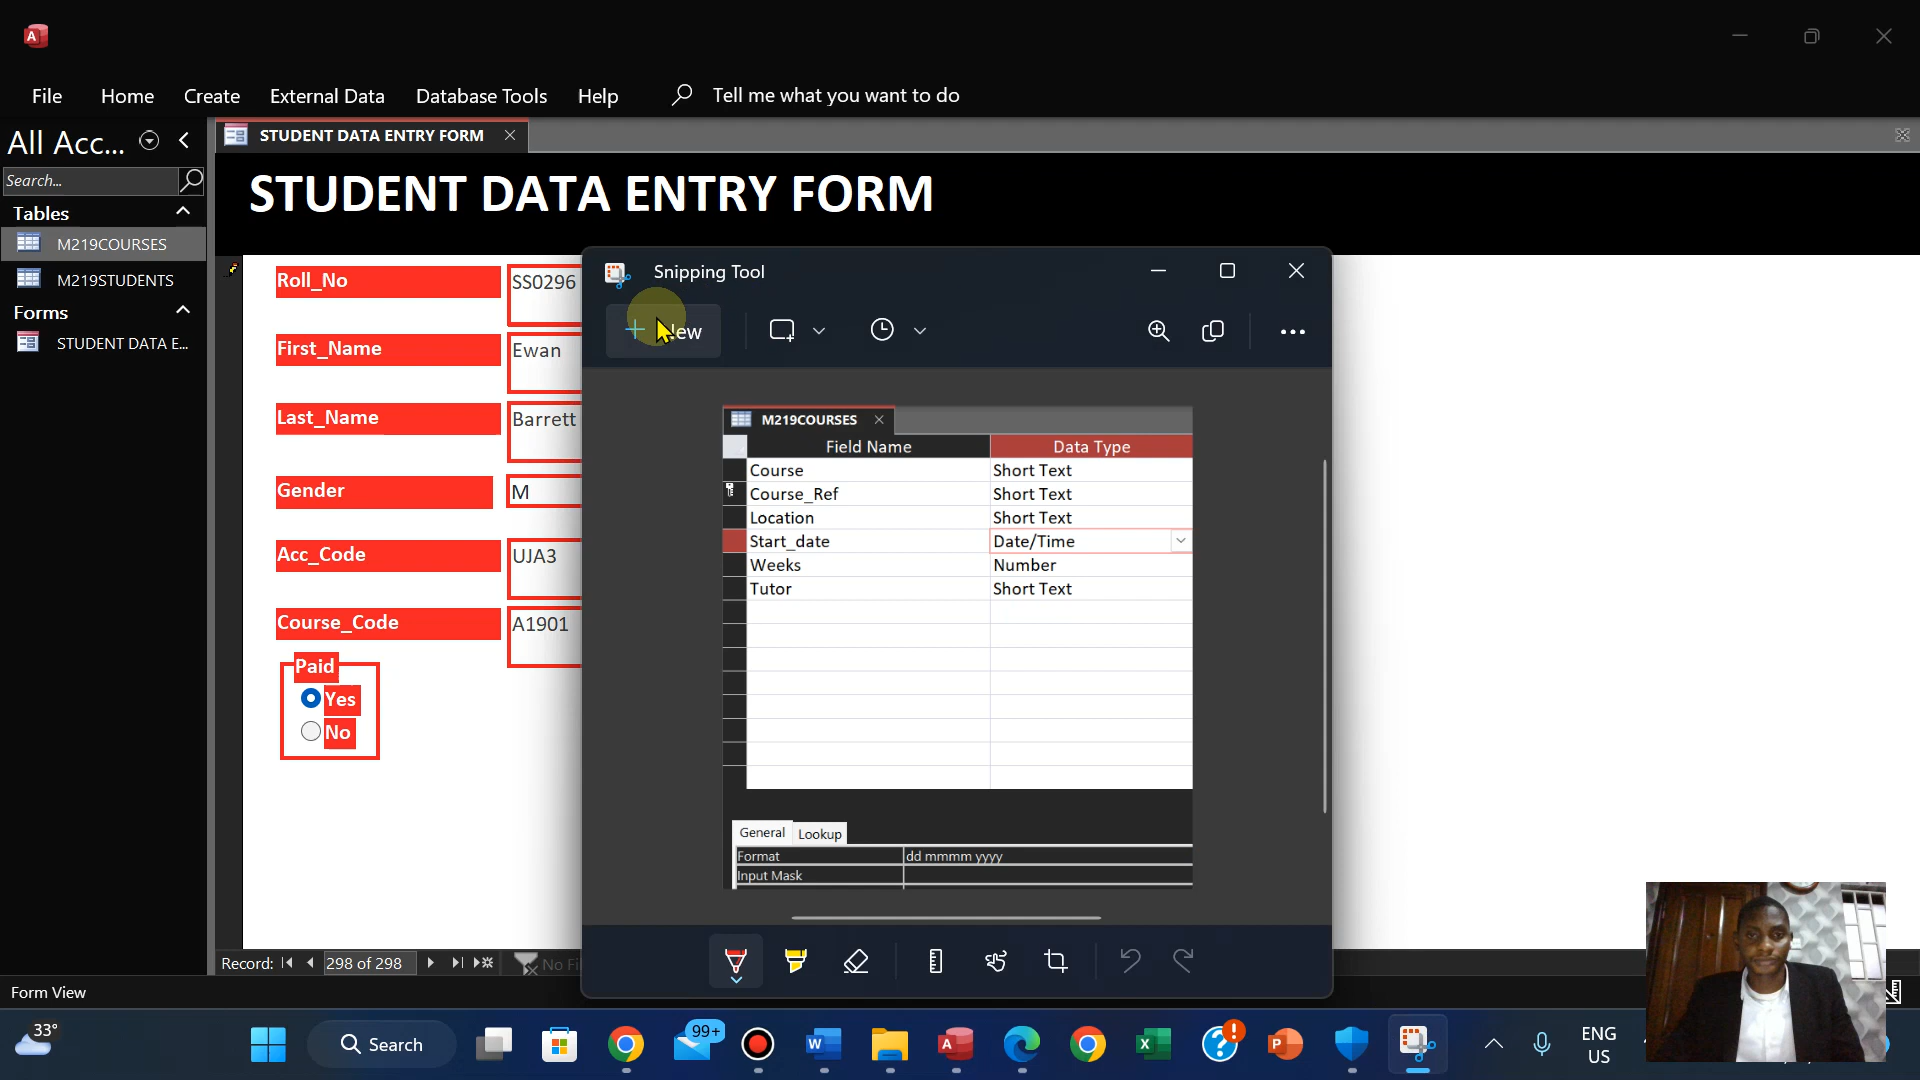 File Home Create External Data Database Tools Help Tell me what you want to do
All Acc...
STUDENT DATA ENTRY FORM
Search...
Tables
M219COURSES
M219STUDENTS
Forms
STUDENT DATA E...
STUDENT DATA ENTRY FORM
Roll_No SS0296
First_Name Ewan
Last_Name Barrett
Gender M
Acc_Code UJA3
Course_Code A1901
Paid
Yes
No
Record: 298 of 298 No Fi
Form View
Snipping Tool
New
M219COURSES
Field Name Data Type
Course Short Text
Course_Ref Short Text
Location Short Text
Start_date Date/Time
Weeks Number
Tutor Short Text
General Lookup
Format dd mmmm yyyy
Input Mask
33°
Search
99+
ENG
US